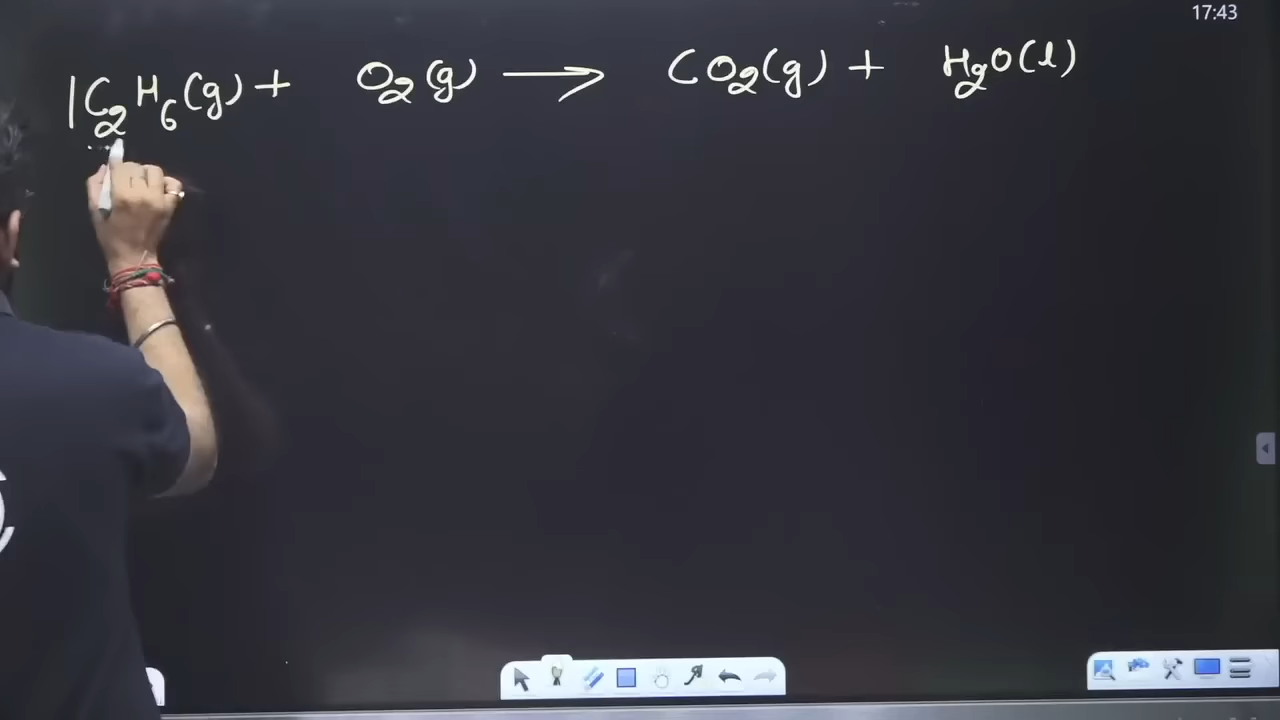 17:43
1C₂H₆(g) + O₂(g) ⟶ CO₂(g) + H₂O(l)